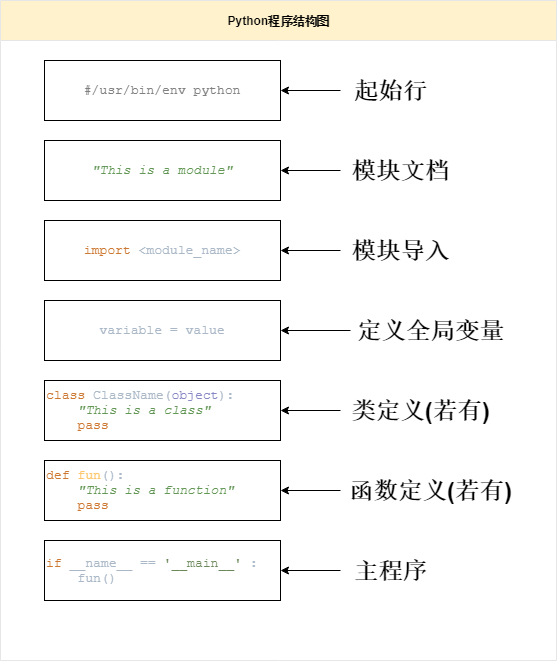 Python程序结构图
#/usr/bin/env python
起始行
"This is a module"
模块文档
import <module_name>
模块导入
variable = value
定义全局变量
class ClassName(object):
"This is a class"
pass
类定义(若有)
def fun():
"This is a function"
pass
函数定义(若有)
if __name__ == '__main__' :
fun()
主程序